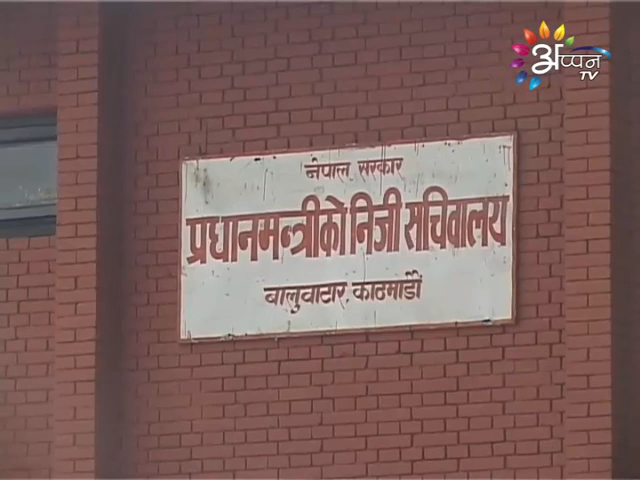 अप्पन
TV
नेपाल सरकार
प्रधानमन्त्रीको निजी सचिवालय
बालुवाटार, काठमाडौं